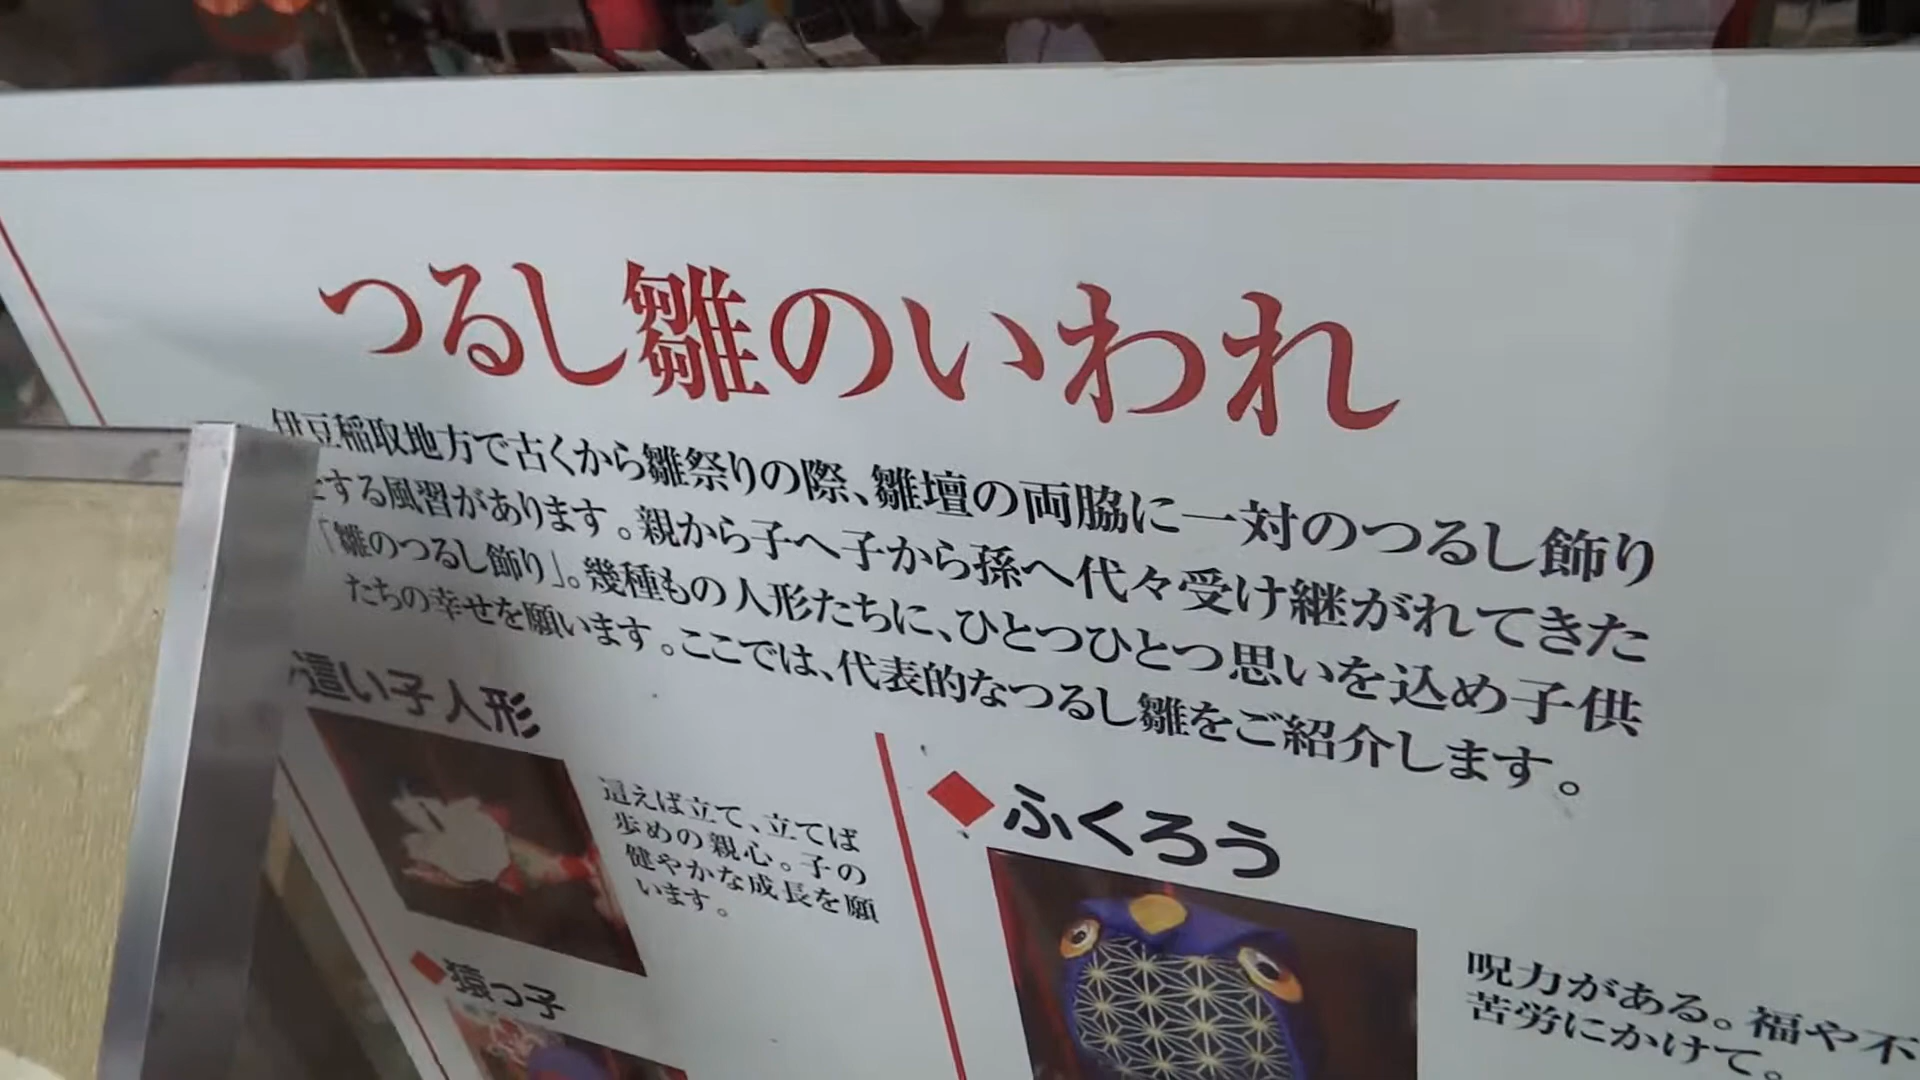 つるし雛のいわれ
伊豆稲取地方で古くから雛祭りの際、雛壇の両脇に一対のつるし飾り
をする風習があります。親から子へ子から孫へ代々受け継がれてきた
「雛のつるし飾り」。幾種もの人形たちに、ひとつひとつ思いを込め子供
たちの幸せを願います。ここでは、代表的なつるし雛をご紹介します。
這い子人形
這えば立て、立てば
歩めの親心。子の
健やかな成長を願
います。
◆猿っ子
◆ふくろう
呪力がある。福や不
苦労にかけて。